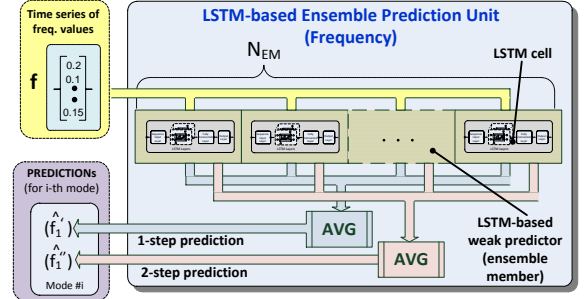 Time series of
freq. values
f
0.2
0.1
0.15
LSTM-based Ensemble Prediction Unit
(Frequency)
N_EM
LSTM cell
. . .
PREDICTIONS
(for i-th mode)
(f̂₁′)
(f̂₁″)
Mode #i
AVG
1-step prediction
AVG
2-step prediction
LSTM-based
weak predictor
(ensemble
member)